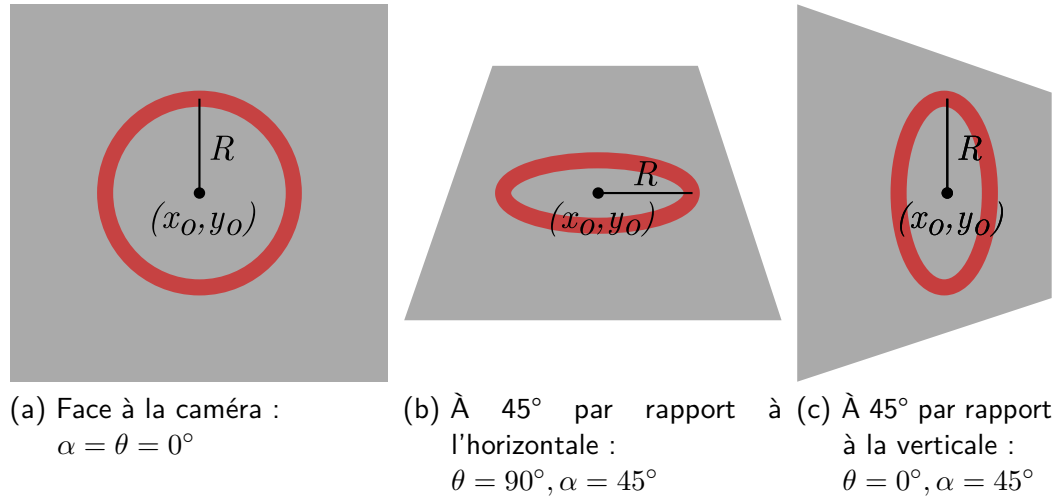 R
(x_O, y_O)
R
(x_O, y_O)
R
(x_O, y_O)
(a) Face à la caméra :
α = θ = 0°
(b) À 45° par rapport à
l'horizontale :
θ = 90°, α = 45°
(c) À 45° par rapport
à la verticale :
θ = 0°, α = 45°